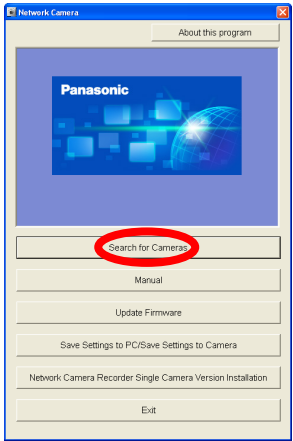 Network Camera
About this program
Panasonic
Search for Cameras
Manual
Update Firmware
Save Settings to PC/Save Settings to Camera
Network Camera Recorder Single Camera Version Installation
Exit